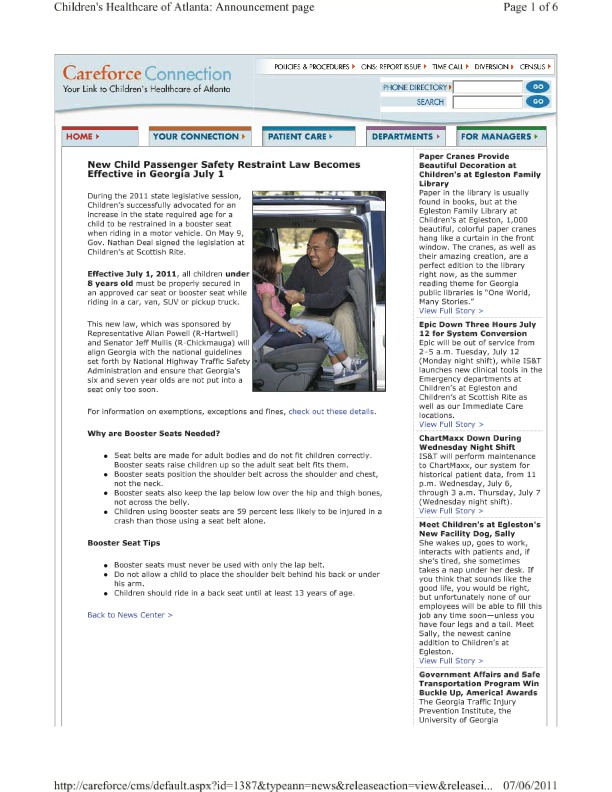 Children's Healthcare of Atlanta: Announcement page
Page 1 of 6
Careforce Connection
Your Link to Children's Healthcare of Atlanta
POLICIES & PROCEDURES ONS: REPORT ISSUE TIME CALL DIVERSION CENSUS
PHONE DIRECTORY GO
SEARCH GO
HOME YOUR CONNECTION PATIENT CARE DEPARTMENTS FOR MANAGERS
New Child Passenger Safety Restraint Law Becomes
Effective in Georgia July 1
During the 2011 state legislative session,
Children's successfully advocated for an
increase in the state required age for a
child to be restrained in a booster seat
when riding in a motor vehicle. On May 9,
Gov. Nathan Deal signed the legislation at
Children's at Scottish Rite.
Effective July 1, 2011, all children under
8 years old must be properly secured in
an approved car seat or booster seat while
riding in a car, van, SUV or pickup truck.
This new law, which was sponsored by
Representative Allan Powell (R-Hartwell)
and Senator Jeff Mullis (R-Chickmauga) will
align Georgia with the national guidelines
set forth by National Highway Traffic Safety
Administration and ensure that Georgia's
six and seven year olds are not put into a
seat only too soon.
For information on exemptions, exceptions and fines, check out these details.
Why are Booster Seats Needed?
● Seat belts are made for adult bodies and do not fit children correctly.
Booster seats raise children up so the adult seat belt fits them.
● Booster seats position the shoulder belt across the shoulder and chest,
not the neck.
● Booster seats also keep the lap below low over the hip and thigh bones,
not across the belly.
● Children using booster seats are 59 percent less likely to be injured in a
crash than those using a seat belt alone.
Booster Seat Tips
● Booster seats must never be used with only the lap belt.
● Do not allow a child to place the shoulder belt behind his back or under
his arm.
● Children should ride in a back seat until at least 13 years of age.
Back to News Center >
Paper Cranes Provide
Beautiful Decoration at
Children's at Egleston Family
Library
Paper in the library is usually
found in books, but at the
Egleston Family Library at
Children's at Egleston, 1,000
beautiful, colorful paper cranes
hang like a curtain in the front
window. The cranes, as well as
their amazing creation, are a
perfect edition to the library
right now, as the summer
reading theme for Georgia
public libraries is "One World,
Many Stories."
View Full Story >
Epic Down Three Hours July
12 for System Conversion
Epic will be out of service from
2–5 a.m. Tuesday, July 12
(Monday night shift), while IS&T
launches new clinical tools in the
Emergency departments at
Children's at Egleston and
Children's at Scottish Rite as
well as our Immediate Care
locations.
View Full Story >
ChartMaxx Down During
Wednesday Night Shift
IS&T will perform maintenance
to ChartMaxx, our system for
historical patient data, from 11
p.m. Wednesday, July 6,
through 3 a.m. Thursday, July 7
(Wednesday night shift).
View Full Story >
Meet Children's at Egleston's
New Facility Dog, Sally
She wakes up, goes to work,
interacts with patients and, if
she's tired, she sometimes
takes a nap under her desk. If
you think that sounds like the
good life, you would be right,
but unfortunately none of our
employees will be able to fill this
job any time soon—unless you
have four legs and a tail. Meet
Sally, the newest canine
addition to Children's at
Egleston.
View Full Story >
Government Affairs and Safe
Transportation Program Win
Buckle Up, America! Awards
The Georgia Traffic Injury
Prevention Institute, the
University of Georgia
http://careforce/cms/default.aspx?id=1387&typeann=news&releaseaction=view&releasei... 07/06/2011